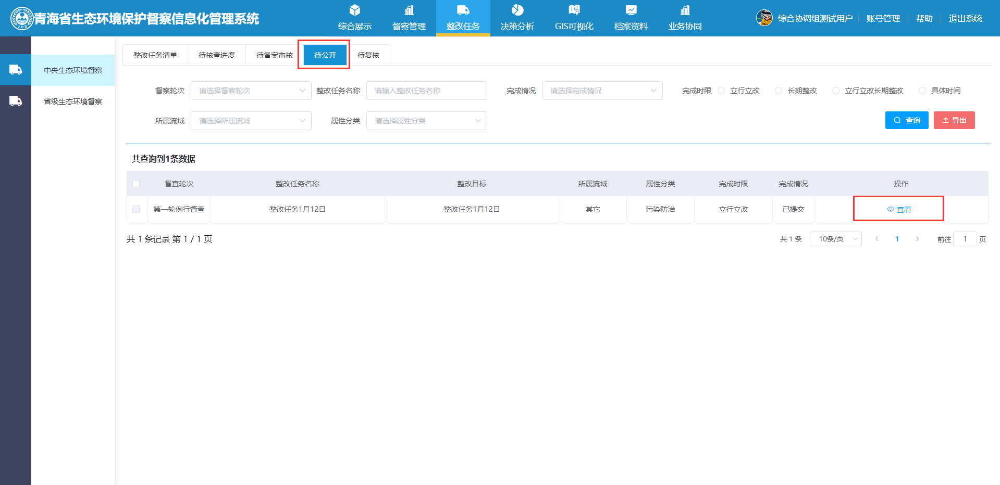 青海省生态环境保护督察信息化管理系统
综合展示 督察管理 整改任务 决策分析 GIS可视化 档案资料 业务协同
综合协调组测试用户 账号管理 帮助 退出系统
中央生态环境督察
省级生态环境督察
整改任务清单 待核查进度 待备案审核 待公开 待复核
督察轮次 请选择督察轮次 整改任务名称 请输入整改任务名称 完成情况 请选择完成情况 完成时限 立行立改 长期整改 立行立改长期整改 具体时间
所属流域 请选择所属流域 属性分类 请选择属性分类 查询 导出
共查询到1条数据
督查轮次 整改任务名称 整改目标 所属流域 属性分类 完成时限 完成情况 操作
第一轮例行督查 整改任务1月12日 整改任务1月12日 其它 污染防治 立行立改 已提交 查看
共 1 条记录 第 1 / 1 页
共 1 条 10条/页 1 前往 1 页